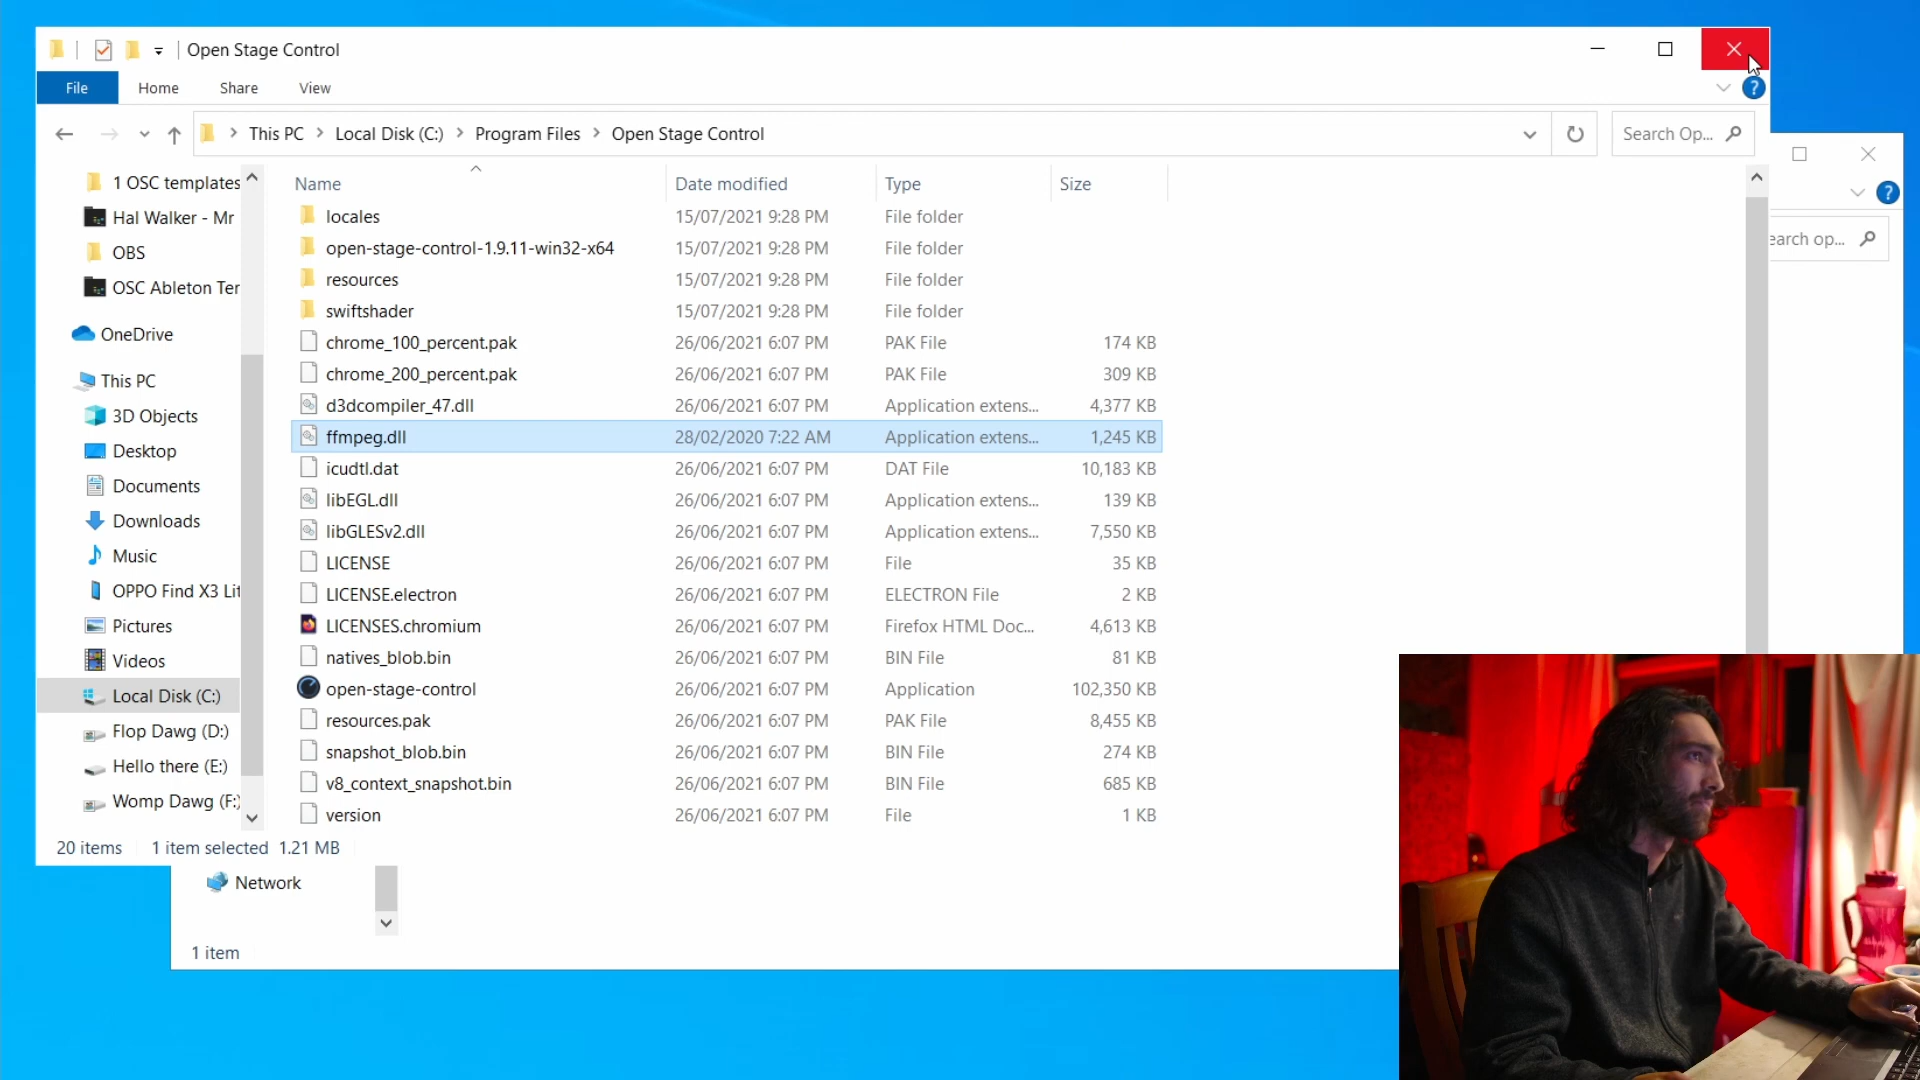 Open Stage Control
File Home Share View
This PC Local Disk (C:) Program Files Open Stage Control
Search Op...
earch op...
Name Date modified Type Size
1 OSC templates
Hal Walker - Mr
OBS
OSC Ableton Ter
OneDrive
This PC
3D Objects
Desktop
Documents
Downloads
Music
OPPO Find X3 Lit
Pictures
Videos
Local Disk (C:)
Flop Dawg (D:)
Hello there (E:)
Womp Dawg (F:)
locales 15/07/2021 9:28 PM File folder
open-stage-control-1.9.11-win32-x64 15/07/2021 9:28 PM File folder
resources 15/07/2021 9:28 PM File folder
swiftshader 15/07/2021 9:28 PM File folder
chrome_100_percent.pak 26/06/2021 6:07 PM PAK File 174 KB
chrome_200_percent.pak 26/06/2021 6:07 PM PAK File 309 KB
d3dcompiler_47.dll 26/06/2021 6:07 PM Application extens... 4,377 KB
ffmpeg.dll 28/02/2020 7:22 AM Application extens... 1,245 KB
icudtl.dat 26/06/2021 6:07 PM DAT File 10,183 KB
libEGL.dll 26/06/2021 6:07 PM Application extens... 139 KB
libGLESv2.dll 26/06/2021 6:07 PM Application extens... 7,550 KB
LICENSE 26/06/2021 6:07 PM File 35 KB
LICENSE.electron 26/06/2021 6:07 PM ELECTRON File 2 KB
LICENSES.chromium 26/06/2021 6:07 PM Firefox HTML Doc... 4,613 KB
natives_blob.bin 26/06/2021 6:07 PM BIN File 81 KB
open-stage-control 26/06/2021 6:07 PM Application 102,350 KB
resources.pak 26/06/2021 6:07 PM PAK File 8,455 KB
snapshot_blob.bin 26/06/2021 6:07 PM BIN File 274 KB
v8_context_snapshot.bin 26/06/2021 6:07 PM BIN File 685 KB
version 26/06/2021 6:07 PM File 1 KB
20 items 1 item selected 1.21 MB
Network
1 item